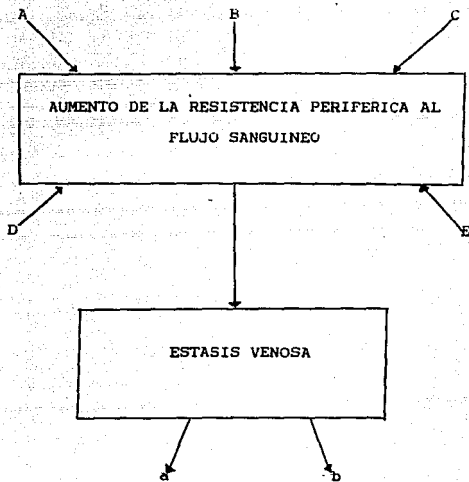 A B C
AUMENTO DE LA RESISTENCIA PERIFERICA AL
FLUJO SANGUINEO
D E
ESTASIS VENOSA
a b